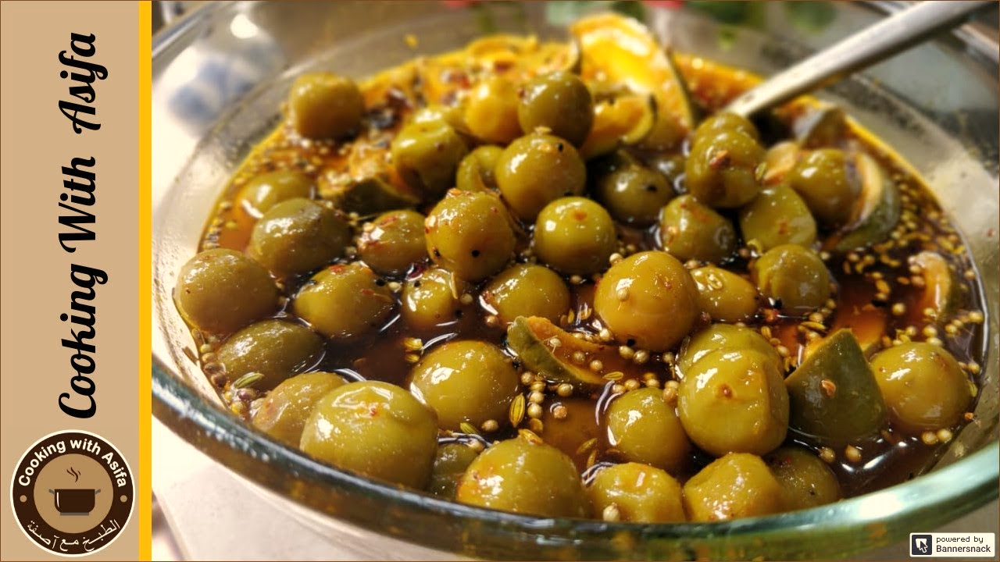 Cooking With Asifa
Cooking with Asifa
الطبخ مع آصفة
powered by
Bannersnack